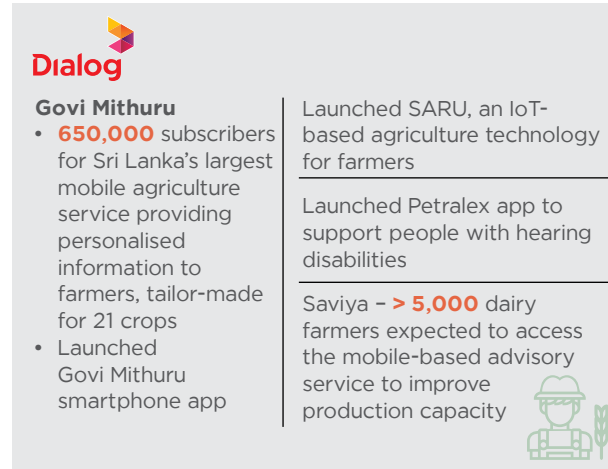 Dialog
Govi Mithuru
• 650,000 subscribers
for Sri Lanka's largest
mobile agriculture
service providing
personalised
information to
farmers, tailor-made
for 21 crops
• Launched
Govi Mithuru
smartphone app
Launched SARU, an IoT-
based agriculture technology
for farmers
Launched Petralex app to
support people with hearing
disabilities
Saviya – > 5,000 dairy
farmers expected to access
the mobile-based advisory
service to improve
production capacity